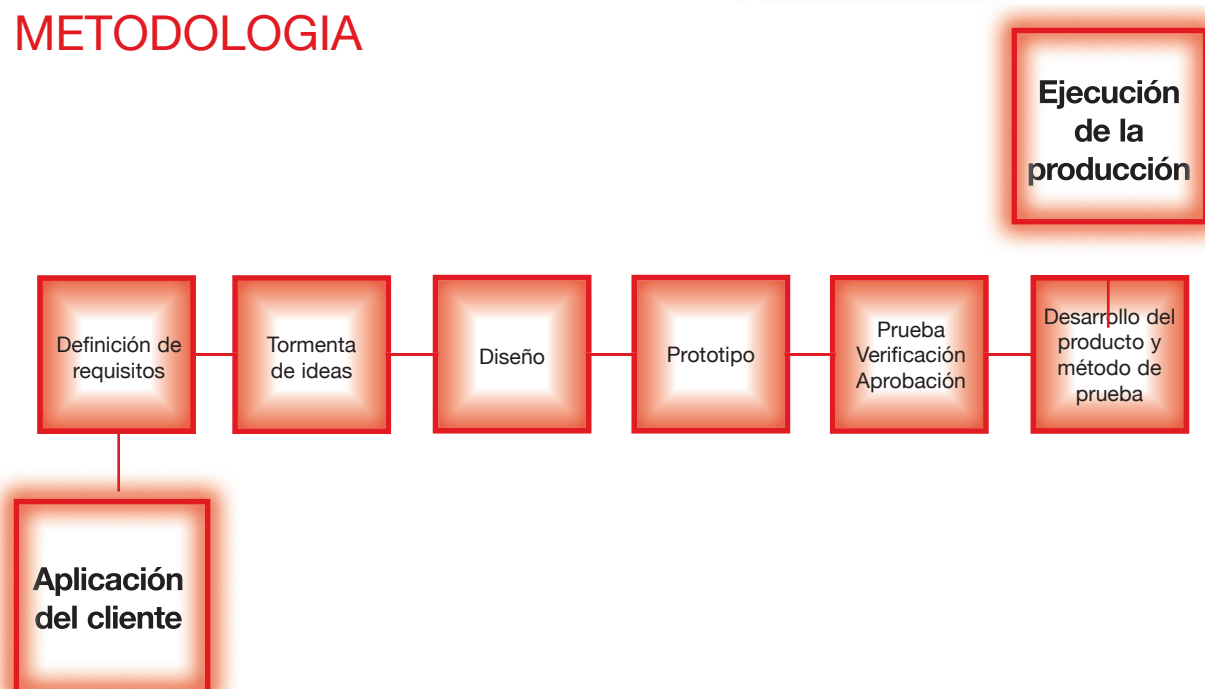 METODOLOGIA
Ejecución
de la
producción
Definición de
requisitos
Tormenta
de ideas
Diseño
Prototipo
Prueba
Verificación
Aprobación
Desarrollo del
producto y
método de
prueba
Aplicación
del cliente